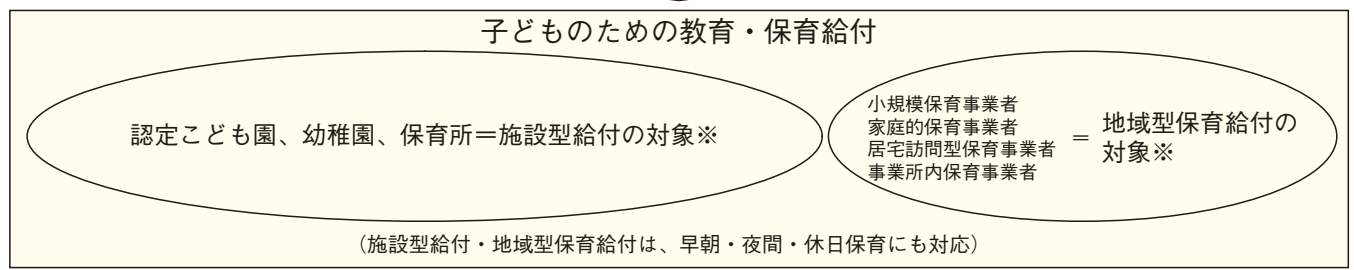 子どものための教育・保育給付
認定こども園、幼稚園、保育所＝施設型給付の対象※
小規模保育事業者
家庭的保育事業者
居宅訪問型保育事業者
事業所内保育事業者
＝
地域型保育給付の
対象※
（施設型給付・地域型保育給付は、早朝・夜間・休日保育にも対応）